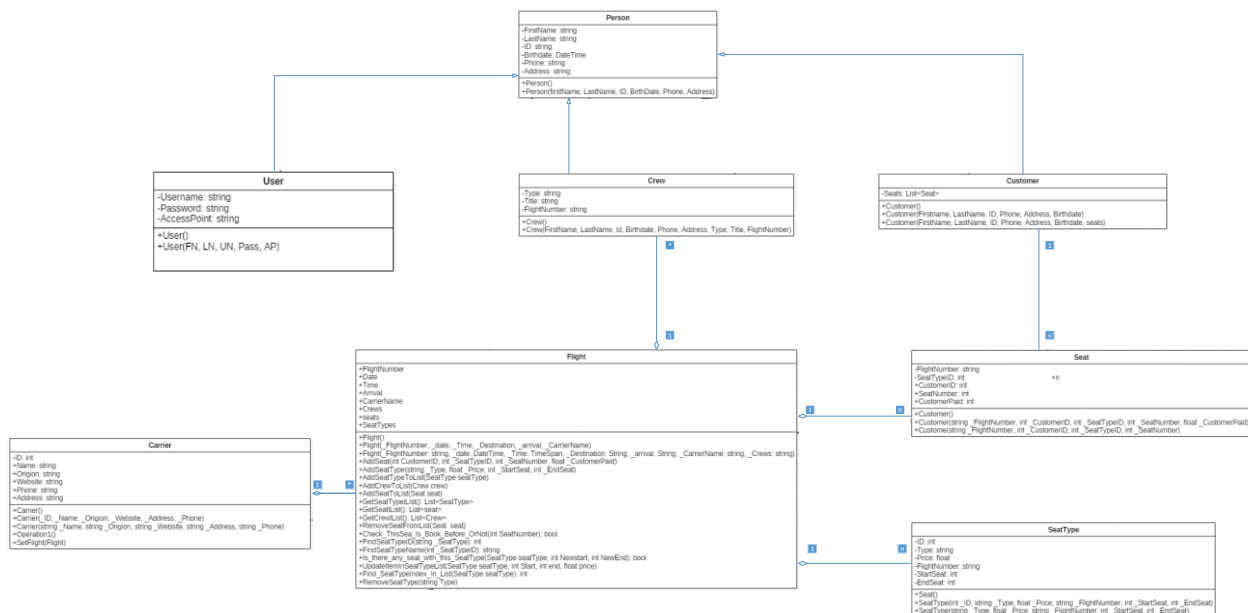 Person
-FirstName: string
-LastName: string
-ID: string
-Birthdate: DateTime
-Phone: string
-Address: string
+Person()
+Person(firstName, LastName, ID, BirthDate, Phone, Address)
User
-Username: string
-Password: string
-AccessPoint: string
+User()
+User(FN, LN, UN, Pass, AP)
Crew
-Type: string
-Title: string
-FlightNumber: string
+Crew()
+Crew(FirstName, LastName, Id, Birthdate, Phone, Address, Type, Title, FlightNumber)
Customer
-Seats: List<Seat>
+Customer()
+Customer(Firstname, LastName, ID, Phone, Address, Birthdate)
+Customer(FirstName, LastName, ID, Phone, Address, Birthdate, seats)
*
1
1
n
Flight
+FlightNumber
+Date
+Time
+Arrival
+CarrierName
+Crews
+seats
+SeatTypes
+Flight()
+Flight(_FlightNumber, _date, _Time, _Destination, _arrival, _CarrierName)
+Flight(_FlightNumber: string, _date: DateTime, _Time: TimeSpan, _Destination: String, _arrival: String, _CarrierName: string, _Crews: string)
+AddSeat(int CustomerID, int _SeatTypeID, int _SeatNumber, float _CustomerPaid)
+AddSeatType(string _Type, float _Price, int _StartSeat, int _EndSeat)
+AddSeatTypeToList(SeatType seatType)
+AddCrewToList(Crew crew)
+AddSeatToList(Seat seat)
+GetSeatTypelList(): List<SeatType>
+GetSeatlList(): List<seat>
+GetCrewlList(): List<Crew>
+RemoveSeatFromList(Seat seat)
+Check_ThisSea_Is_Book_Before_OrNot(int SeatNumber): bool
+FindSeatTypeID(string _SeatType): int
+FindSeatTypeName(int _SeatTypeID): string
+Is_there_any_seat_with_this_SeatType(SeatType seatType, int Newstart, int NewEnd): bool
+UpdateItemInSeatTypeList(SeatType seatType, int Start, int end, float price)
+Find_SeatTypeIndex_In_List(SeatType seatType): int
+RemoveSeatType(string Type)
Seat
-FlightNumber: string
-SeatTypeID: int
+n
+CustomerID: int
+SeatNumber: int
+CustomerPaid: int
+Customer()
+Customer(string _FlightNumber, int _CustomerID, int _SeatTypeID, int _SeatNumber, float _CustomerPaid)
+Custome(string _FlightNumber, int _CustomerID, int _SeatTypeID, int _SeatNumber)
1
n
Carrier
-ID: int
+Name: string
+Origion: string
+Website: string
+Phone: string
+Address: string
+Carrier()
+Carrier(_ID, _Name, _Origion, _Website, _Address, _Phone)
+Carrier(string _Name, string _Origion, string _Website, string _Address, string _Phone)
+Operation1()
+SetFlight(Flight)
1
*
SeatType
-ID: int
-Type: string
-Price: float
-FlightNumber: string
-StartSeat: int
-EndSeat: int
+Seat()
+SeatType(int _ID, string _Type, float _Price, string _FlightNumber, int _StartSeat, int _EndSeat)
+SeatType(string _Type, float _Price, string _FlightNumber, int _StartSeat, int _EndSeat)
1
n